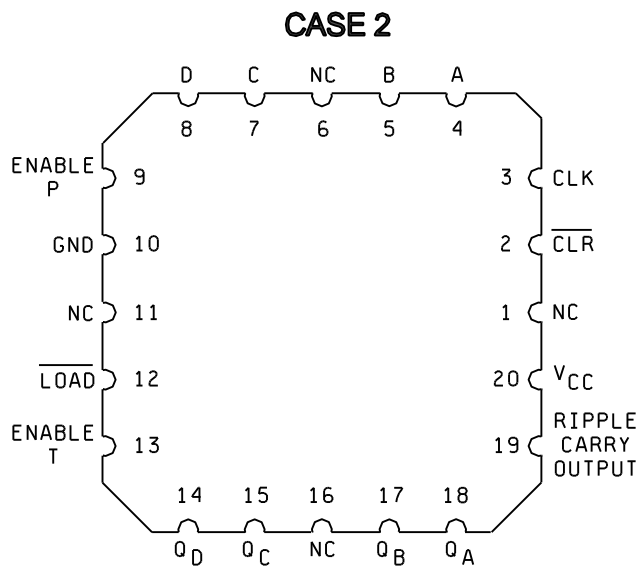 CASE 2
D C NC B A
8 7 6 5 4
ENABLE
P
9 3 CLK
GND 10 2 CLR
NC 11 1 NC
LOAD 12 20 VCC
ENABLE
T
13 19 RIPPLE
CARRY
OUTPUT
14 15 16 17 18
QD QC NC QB QA